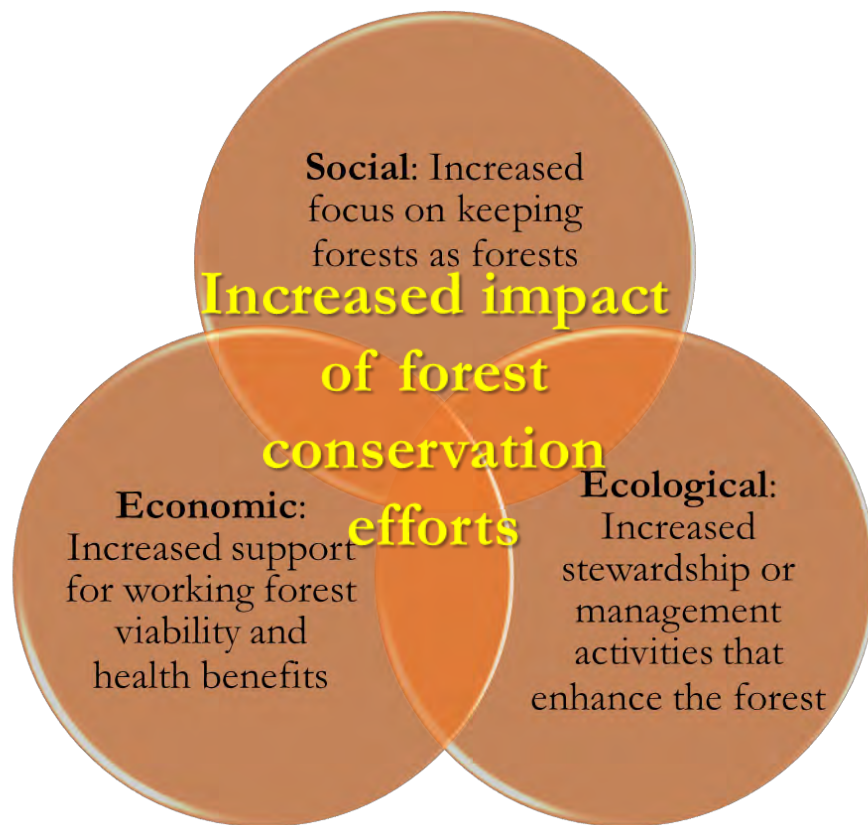 Social: Increased
focus on keeping
forests as forests
Increased impact
of forest
conservation
efforts
Economic:
Increased support
for working forest
viability and
health benefits
Ecological:
Increased
stewardship or
management
activities that
enhance the forest